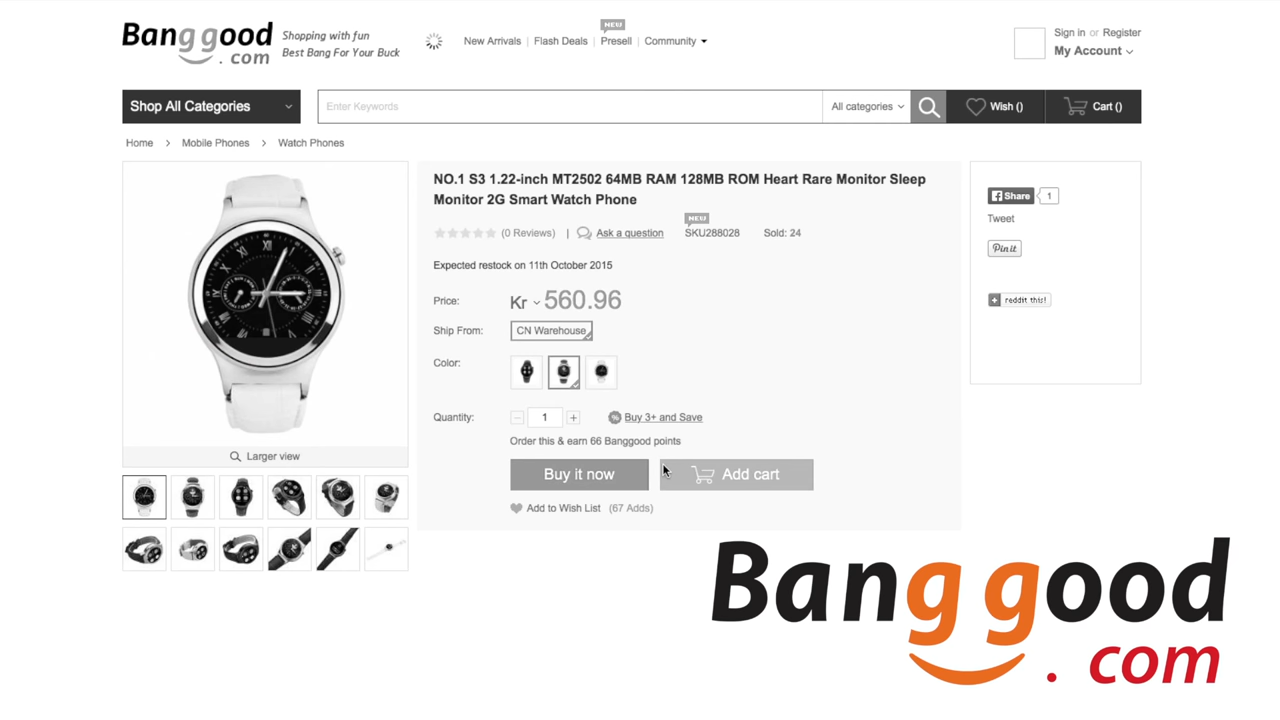 Bang good
. com
Shopping with fun
Best Bang For Your Buck
New Arrivals
Flash Deals
NEW
Presell
Community
Sign in or Register
My Account
Shop All Categories
Enter Keywords
All categories
Wish ()
Cart ()
Home > Mobile Phones > Watch Phones
NO.1 S3 1.22-inch MT2502 64MB RAM 128MB ROM Heart Rare Monitor Sleep
Monitor 2G Smart Watch Phone
(0 Reviews) | Ask a question
NEW
SKU288028
Sold: 24
Expected restock on 11th October 2015
Price: Kr 560.96
Ship From: CN Warehouse
Color:
Quantity: - 1 + Buy 3+ and Save
Order this & earn 66 Banggood points
Buy it now
Add cart
Add to Wish List (67 Adds)
Larger view
Share 1
Tweet
Pin it
reddit this!
Bang good
. com